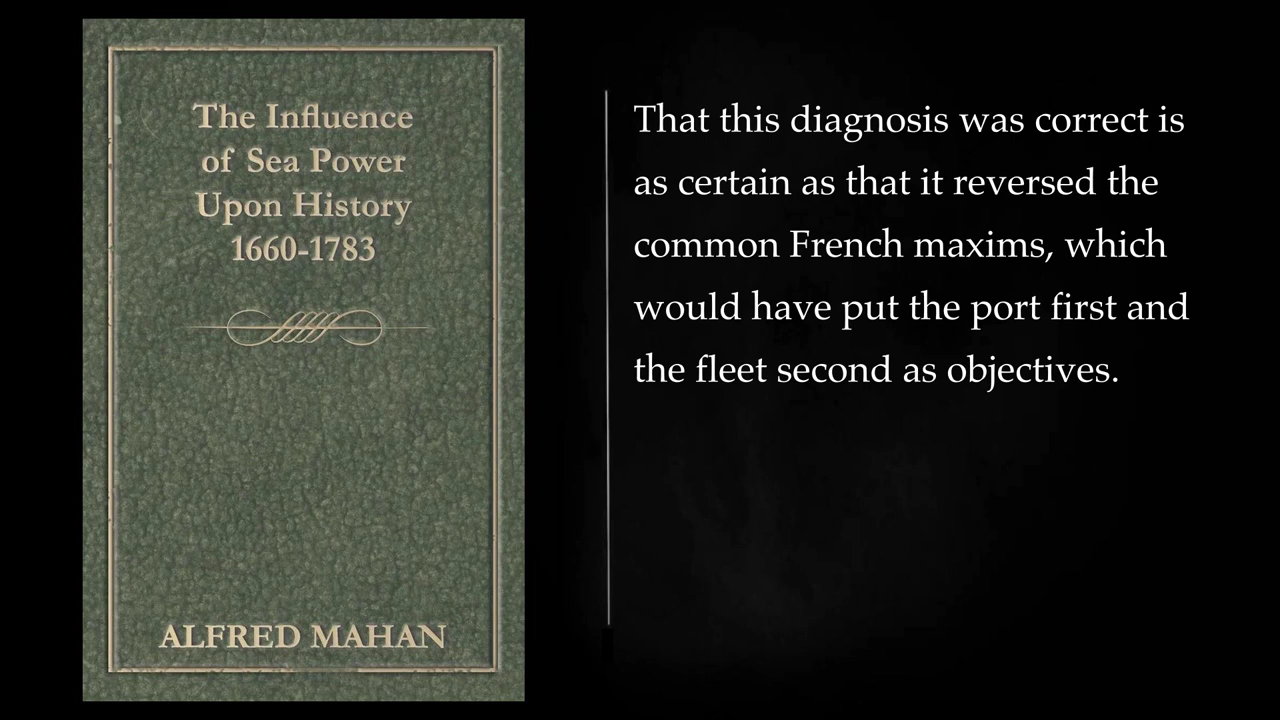 The Influence
of Sea Power
Upon History
1660-1783
ALFRED MAHAN
That this diagnosis was correct is
as certain as that it reversed the
common French maxims, which
would have put the port first and
the fleet second as objectives.